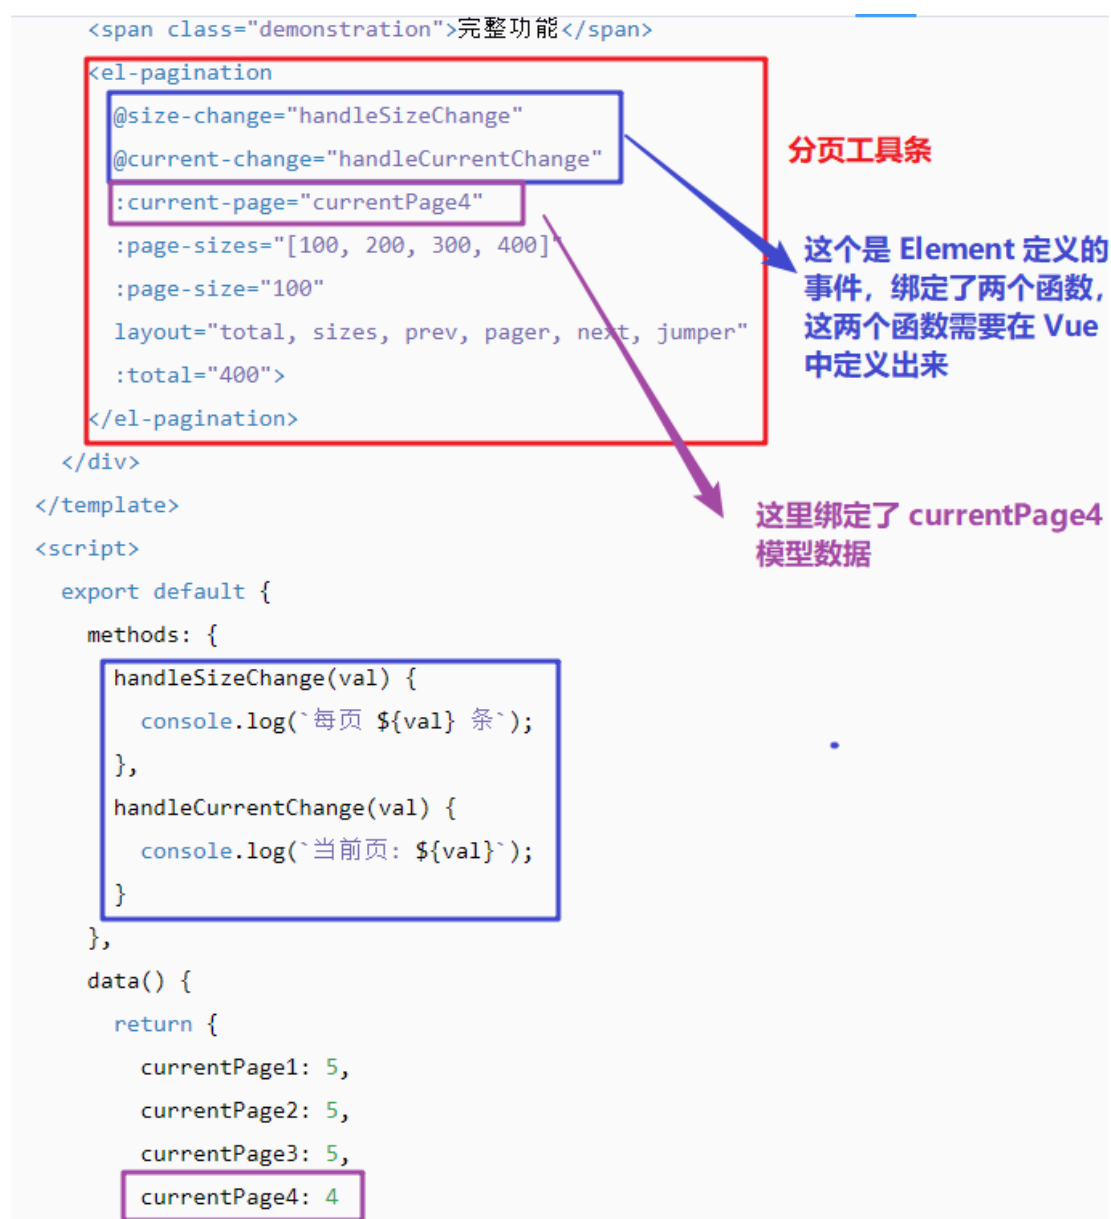 <span class="demonstration">完整功能</span>
<el-pagination
@size-change="handleSizeChange"
@current-change="handleCurrentChange"
:current-page="currentPage4"
:page-sizes="[100, 200, 300, 400]"
:page-size="100"
layout="total, sizes, prev, pager, next, jumper"
:total="400">
</el-pagination>
分页工具条
这个是 Element 定义的
事件，绑定了两个函数，
这两个函数需要在 Vue
中定义出来
</div>
</template>
这里绑定了 currentPage4
模型数据
<script>
export default {
methods: {
handleSizeChange(val) {
console.log(`每页 ${val} 条`);
},
handleCurrentChange(val) {
console.log(`当前页: ${val}`);
}
},
data() {
return {
currentPage1: 5,
currentPage2: 5,
currentPage3: 5,
currentPage4: 4